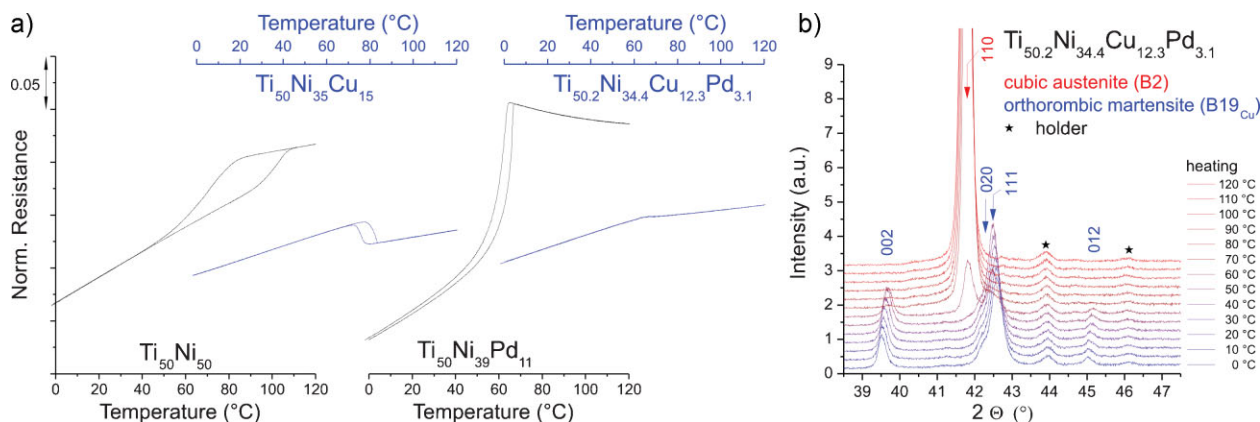 a)
Temperature (°C)
0 20 40 60 80 100 120
Ti50Ni35Cu15
Temperature (°C)
0 20 40 60 80 100 120
Ti50.2Ni34.4Cu12.3Pd3.1
0.05
Norm. Resistance
Ti50Ni50
Ti50Ni39Pd11
0 20 40 60 80 100 120
0 20 40 60 80 100 120
Temperature (°C)
Temperature (°C)
b)
9
8
7
6
5
4
3
2
1
0
Intensity (a.u.)
110
Ti50.2Ni34.4Cu12.3Pd3.1
cubic austenite (B2)
orthorombic martensite (B19Cu)
★ holder
002
020
111
★
012
★
heating
120 °C
110 °C
100 °C
90 °C
80 °C
70 °C
60 °C
50 °C
40 °C
30 °C
20 °C
10 °C
0 °C
39 40 41 42 43 44 45 46 47
2 Θ (°)